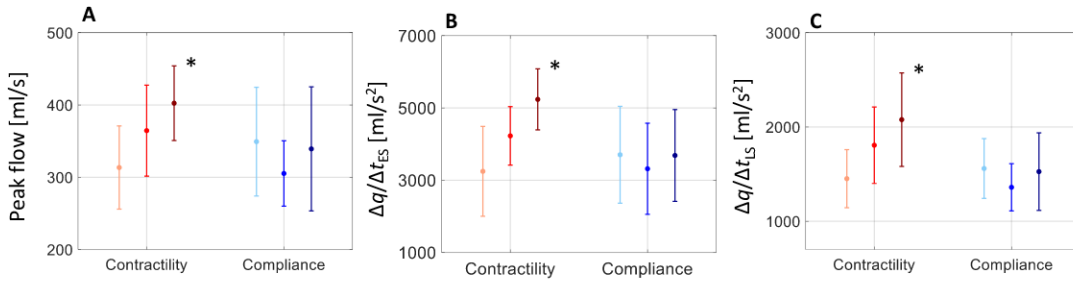 A
Peak flow [ml/s]
500
400
300
200
Contractility
Compliance
*
B
Δq/Δt_ES [ml/s²]
7000
5000
3000
1000
Contractility
Compliance
*
C
Δq/Δt_LS [ml/s²]
3000
2000
1000
Contractility
Compliance
*